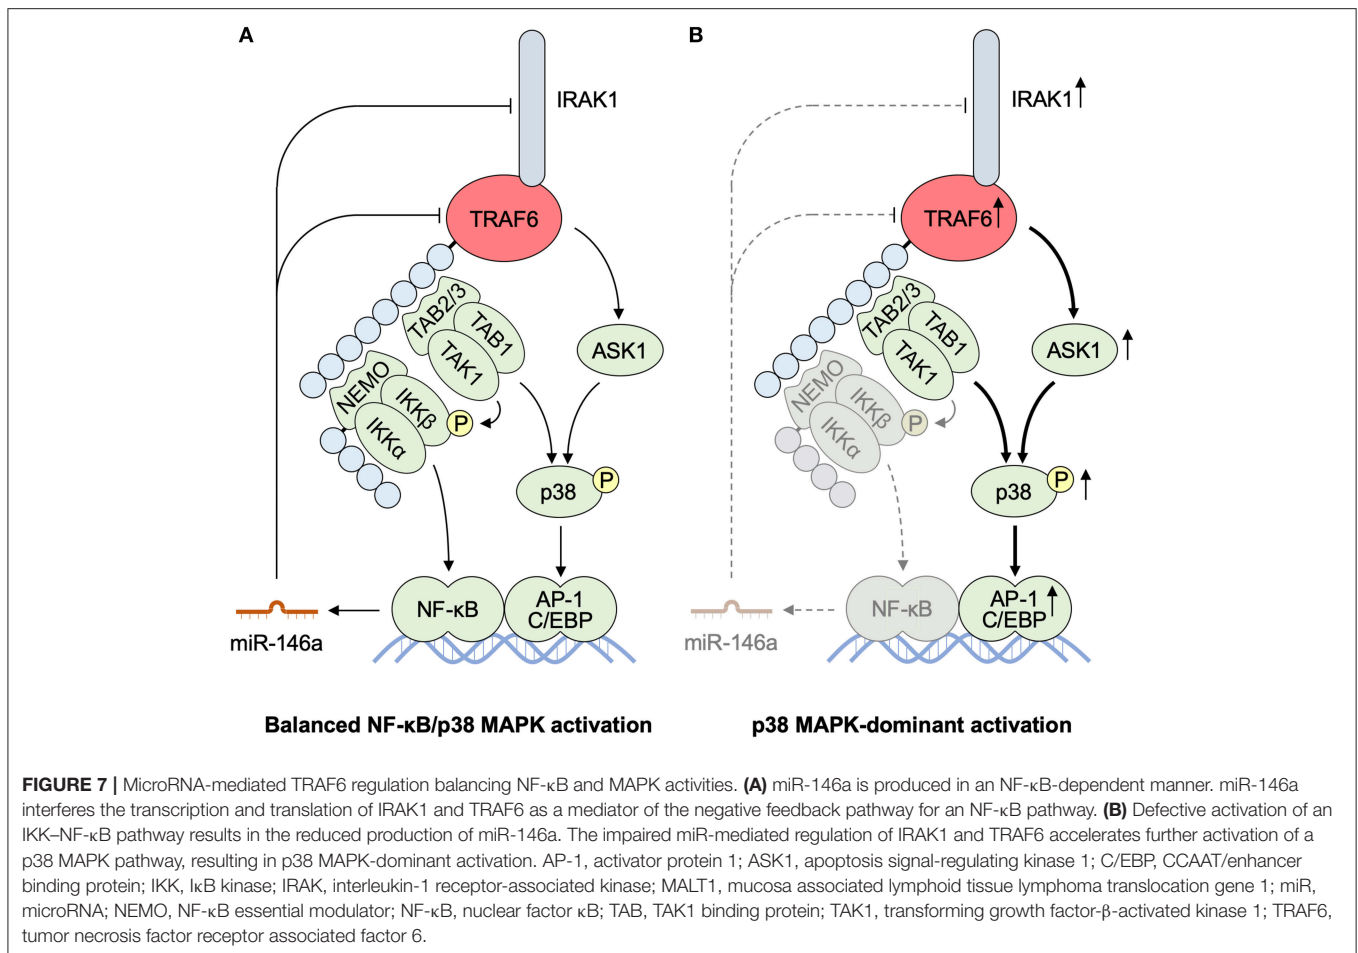 A
IRAK1
TRAF6
TAB2/3
TAB1
TAK1
ASK1
NEMO
IKKβ
IKKα
P
p38
P
NF-κB
AP-1
C/EBP
miR-146a
Balanced NF-κB/p38 MAPK activation
B
IRAK1
TRAF6
TAB2/3
TAB1
TAK1
ASK1
NEMO
IKKβ
IKKα
P
p38
P
NF-κB
AP-1
C/EBP
miR-146a
p38 MAPK-dominant activation
FIGURE 7 | MicroRNA-mediated TRAF6 regulation balancing NF-κB and MAPK activities. (A) miR-146a is produced in an NF-κB-dependent manner. miR-146a
interferes the transcription and translation of IRAK1 and TRAF6 as a mediator of the negative feedback pathway for an NF-κB pathway. (B) Defective activation of an
IKK–NF-κB pathway results in the reduced production of miR-146a. The impaired miR-mediated regulation of IRAK1 and TRAF6 accelerates further activation of a
p38 MAPK pathway, resulting in p38 MAPK-dominant activation. AP-1, activator protein 1; ASK1, apoptosis signal-regulating kinase 1; C/EBP, CCAAT/enhancer
binding protein; IKK, IκB kinase; IRAK, interleukin-1 receptor-associated kinase; MALT1, mucosa associated lymphoid tissue lymphoma translocation gene 1; miR,
microRNA; NEMO, NF-κB essential modulator; NF-κB, nuclear factor κB; TAB, TAK1 binding protein; TAK1, transforming growth factor-β-activated kinase 1; TRAF6,
tumor necrosis factor receptor associated factor 6.